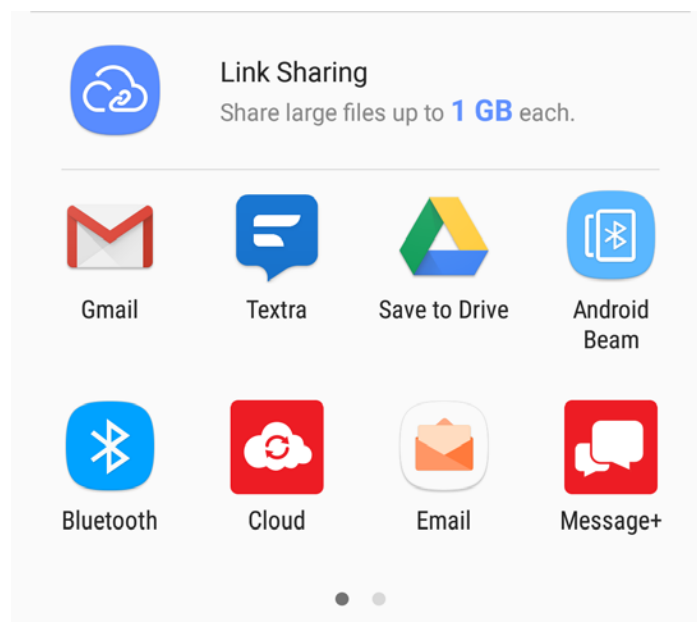 Link Sharing
Share large files up to 1 GB each.
Gmail
Textra
Save to Drive
Android
Beam
Bluetooth
Cloud
Email
Message+